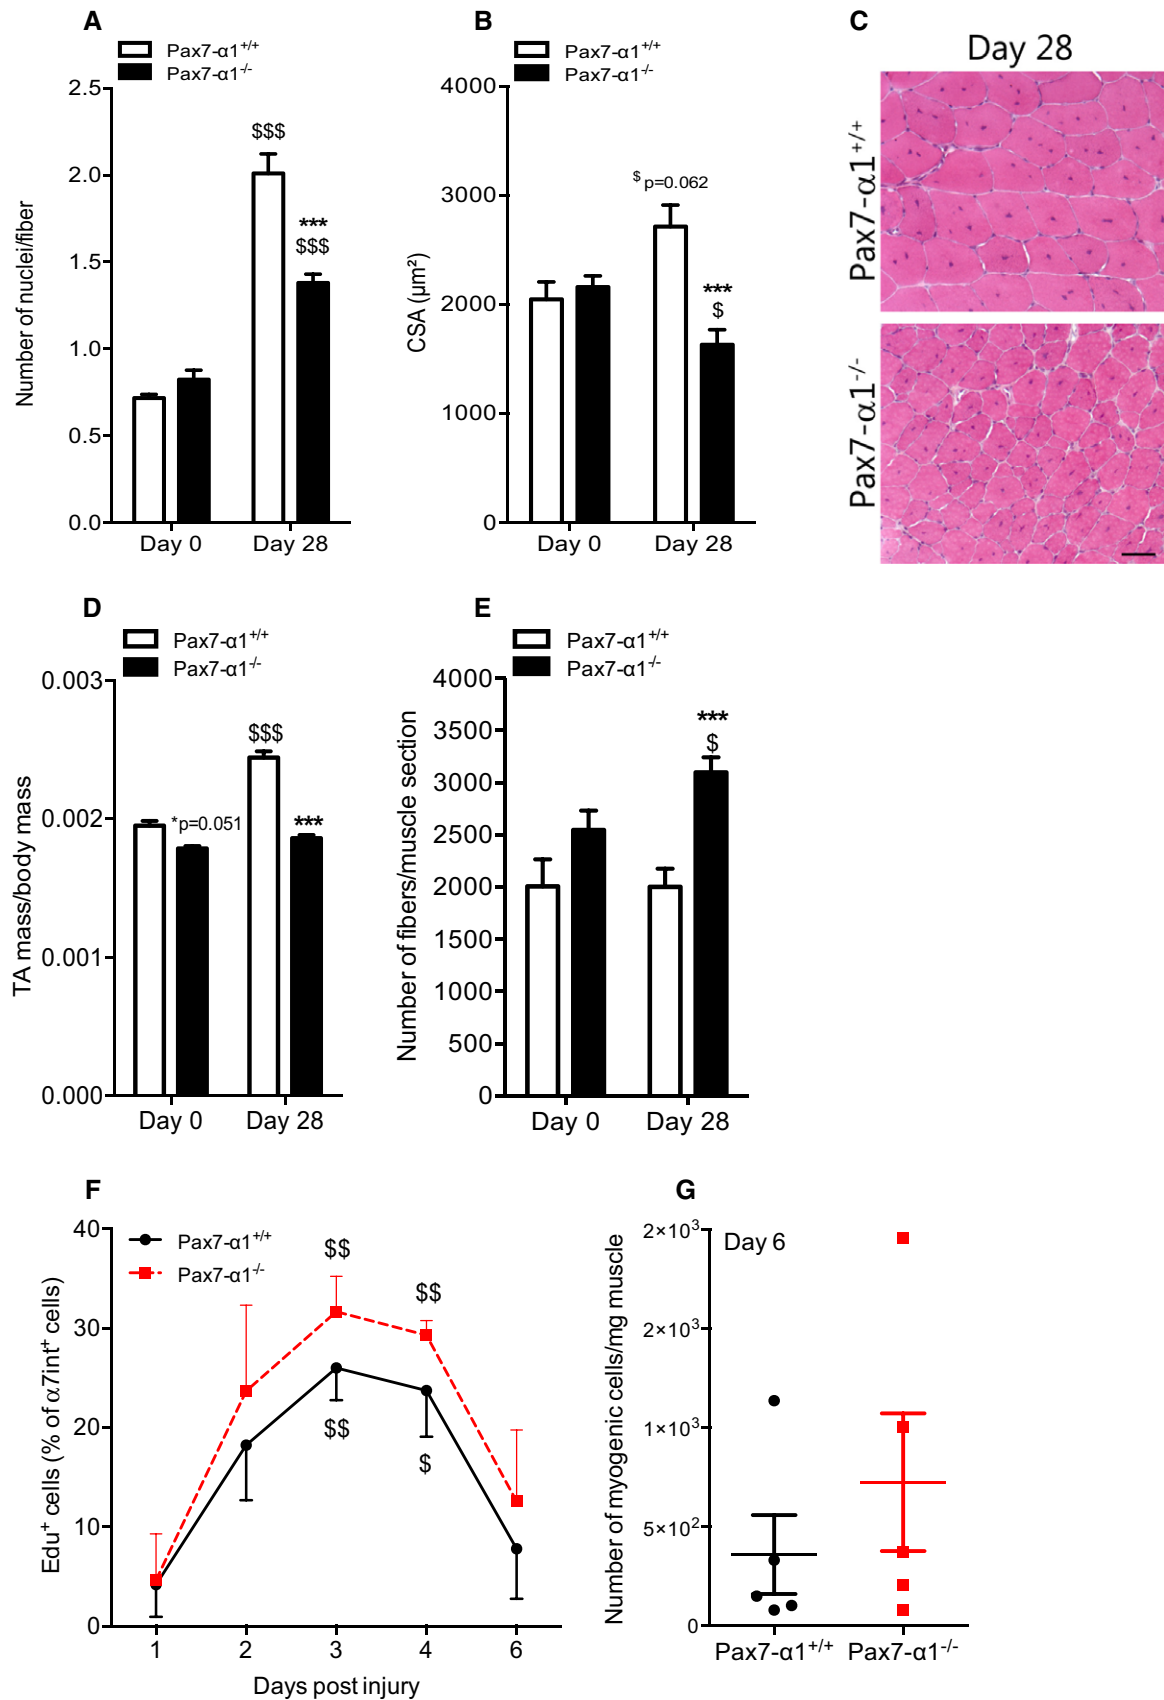 A
Pax7-α1+/+
Pax7-α1-/-
Number of nuclei/fiber
2.5
2.0
1.5
1.0
0.5
0.0
$$$
***
$$$
Day 0
Day 28
B
Pax7-α1+/+
Pax7-α1-/-
CSA (µm²)
4000
3000
2000
1000
0
$ p=0.062
***
$
Day 0
Day 28
C
Day 28
Pax7-α1+/+
Pax7-α1-/-
D
Pax7-α1+/+
Pax7-α1-/-
TA mass/body mass
0.003
0.002
0.001
0.000
*p=0.051
$$$
***
Day 0
Day 28
E
Pax7-α1+/+
Pax7-α1-/-
Number of fibers/muscle section
4000
3500
3000
2500
2000
1500
1000
500
0
***
$
Day 0
Day 28
F
Pax7-α1+/+
Pax7-α1-/-
Edu+ cells (% of α7int+ cells)
40
30
20
10
0
$$
$$
$$
$
1
2
3
4
6
Days post injury
G
Day 6
Number of myogenic cells/mg muscle
2×10³
2×10³
1×10³
5×10²
0
Pax7-α1+/+
Pax7-α1-/-